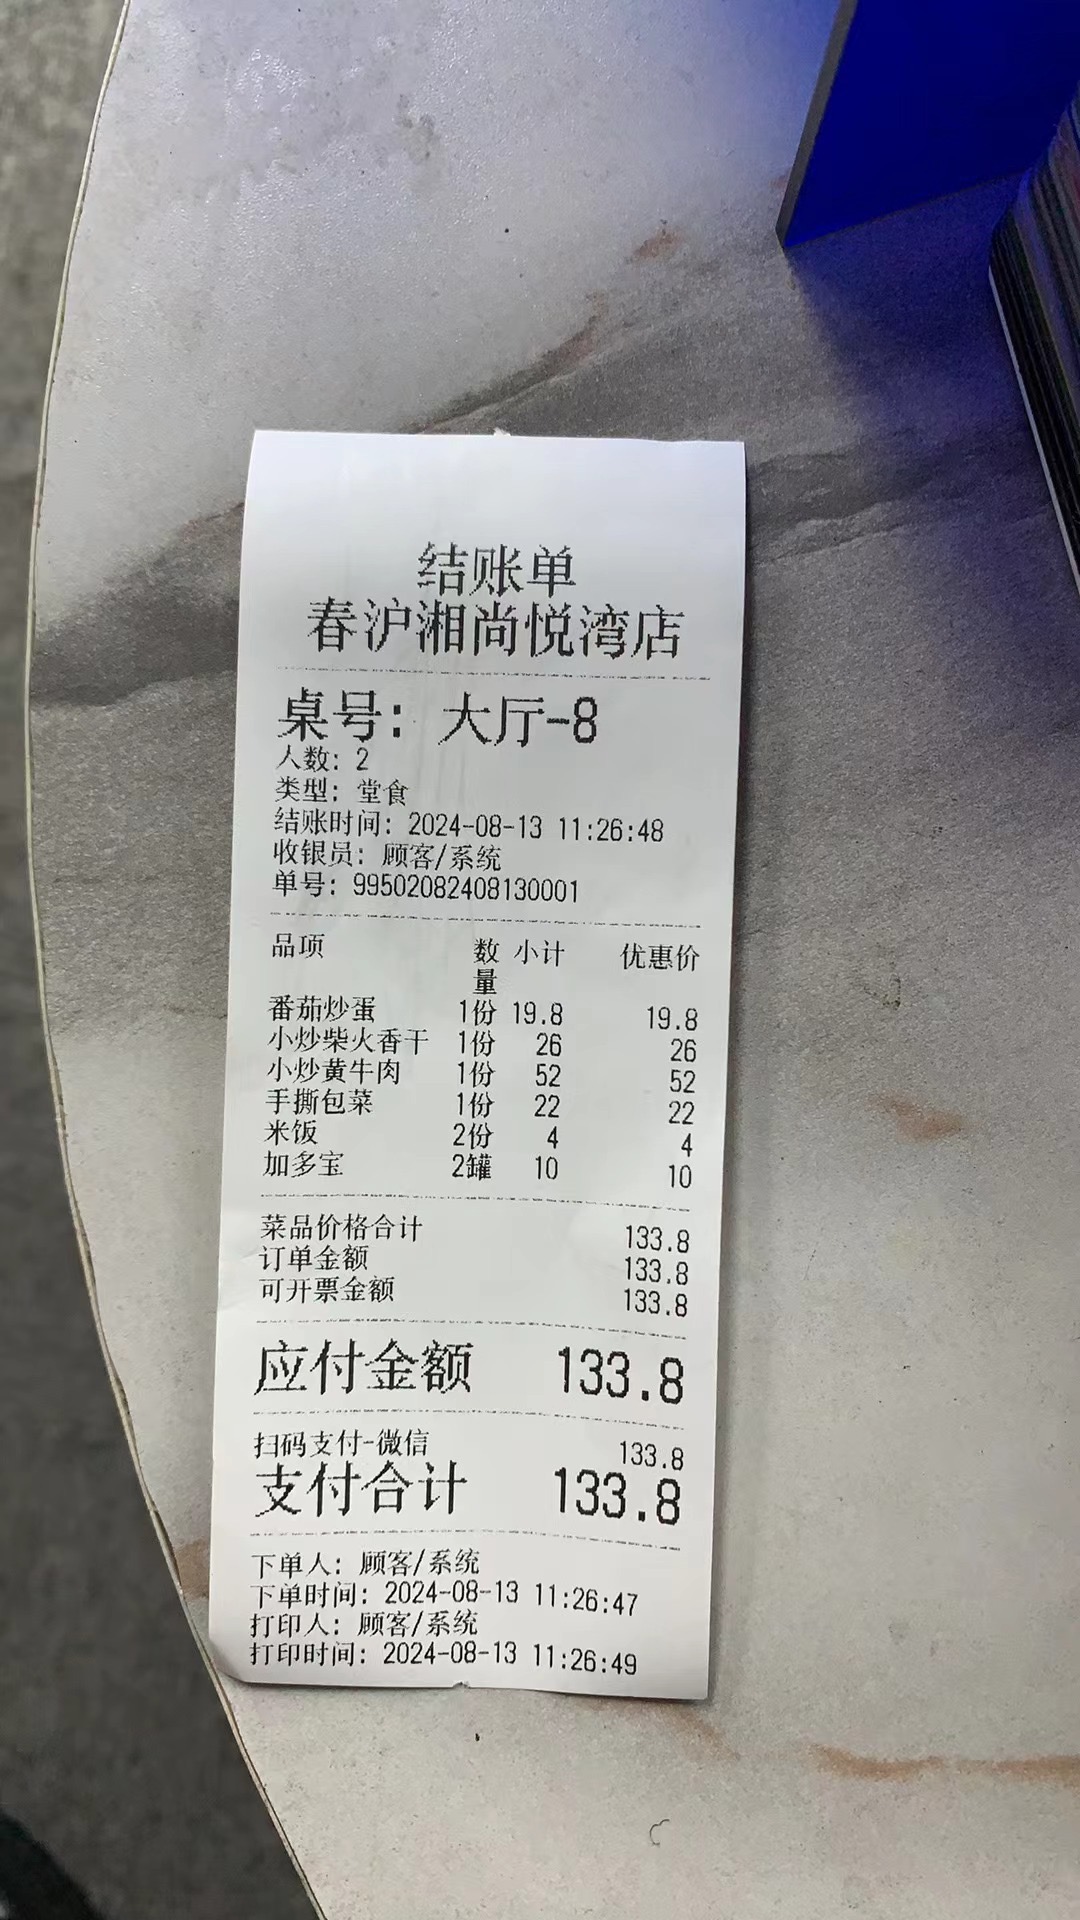 结账单
春沪湘尚悦湾店
桌号: 大厅-8
人数: 2
类型: 堂食
结账时间: 2024-08-13 11:26:48
收银员: 顾客/系统
单号: 99502082408130001
品项 数量 小计 优惠价
番茄炒蛋 1份 19.8 19.8
小炒柴火香干 1份 26 26
小炒黄牛肉 1份 52 52
手撕包菜 1份 22 22
米饭 2份 4 4
加多宝 2罐 10 10
菜品价格合计 133.8
订单金额 133.8
可开票金额 133.8
应付金额 133.8
扫码支付-微信 133.8
支付合计 133.8
下单人: 顾客/系统
下单时间: 2024-08-13 11:26:47
打印人: 顾客/系统
打印时间: 2024-08-13 11:26:49